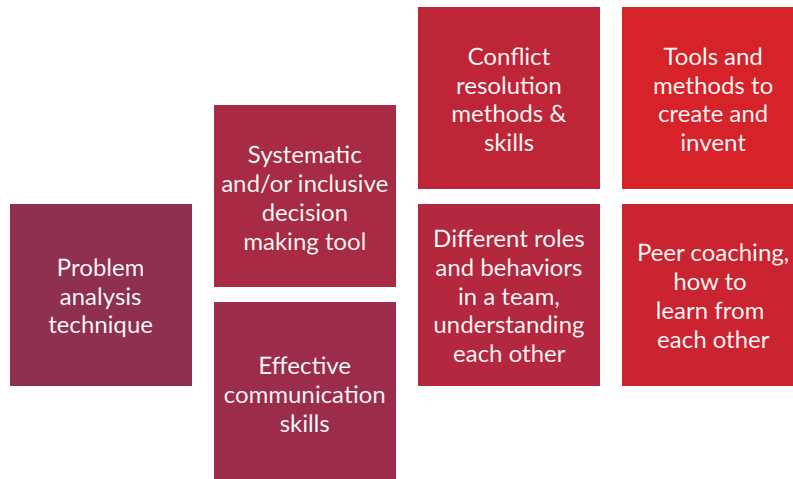 Problem
analysis
technique
Systematic
and/or inclusive
decision
making tool
Effective
communication
skills
Conflict
resolution
methods &
skills
Different roles
and behaviors
in a team,
understanding
each other
Tools and
methods to
create and
invent
Peer coaching,
how to
learn from
each other